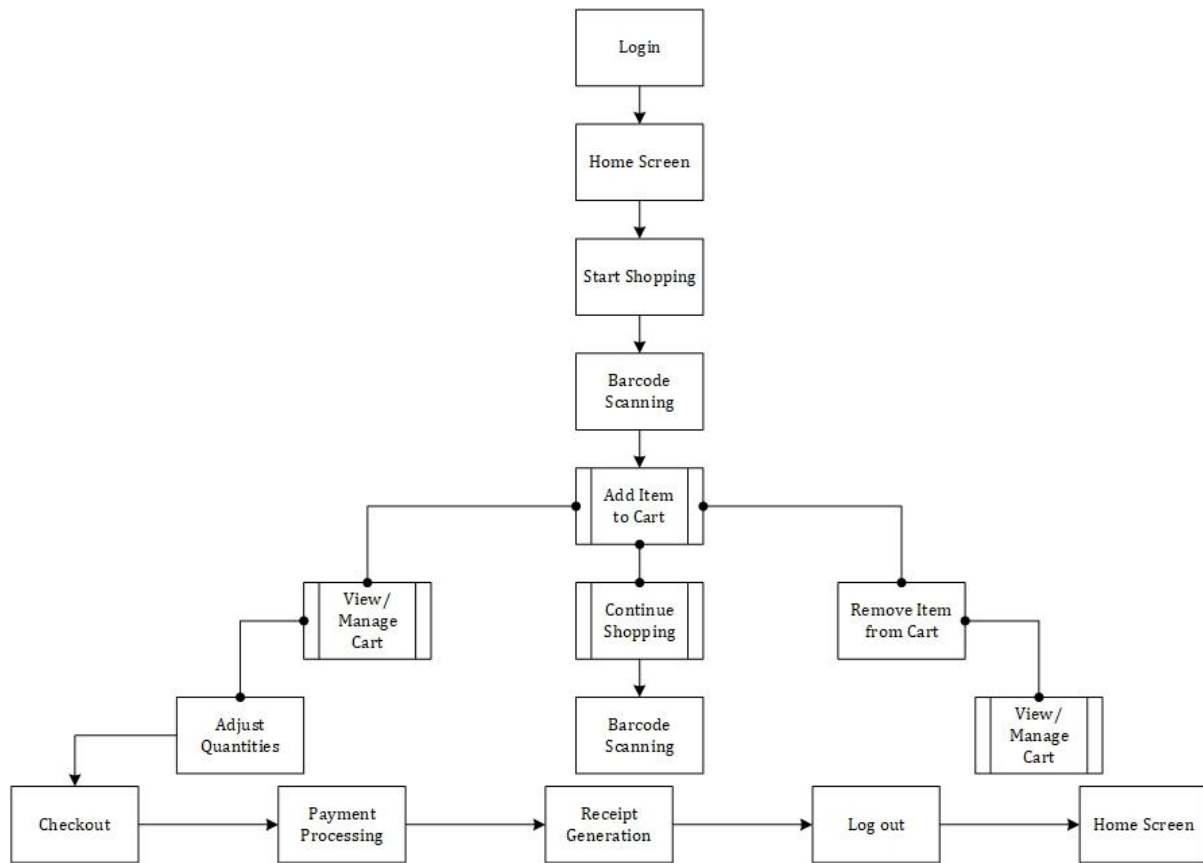 Login
Home Screen
Start Shopping
Barcode
Scanning
Add Item
to Cart
View/
Manage
Cart
Continue
Shopping
Remove Item
from Cart
Adjust
Quantities
Barcode
Scanning
View/
Manage
Cart
Checkout
Payment
Processing
Receipt
Generation
Log out
Home Screen